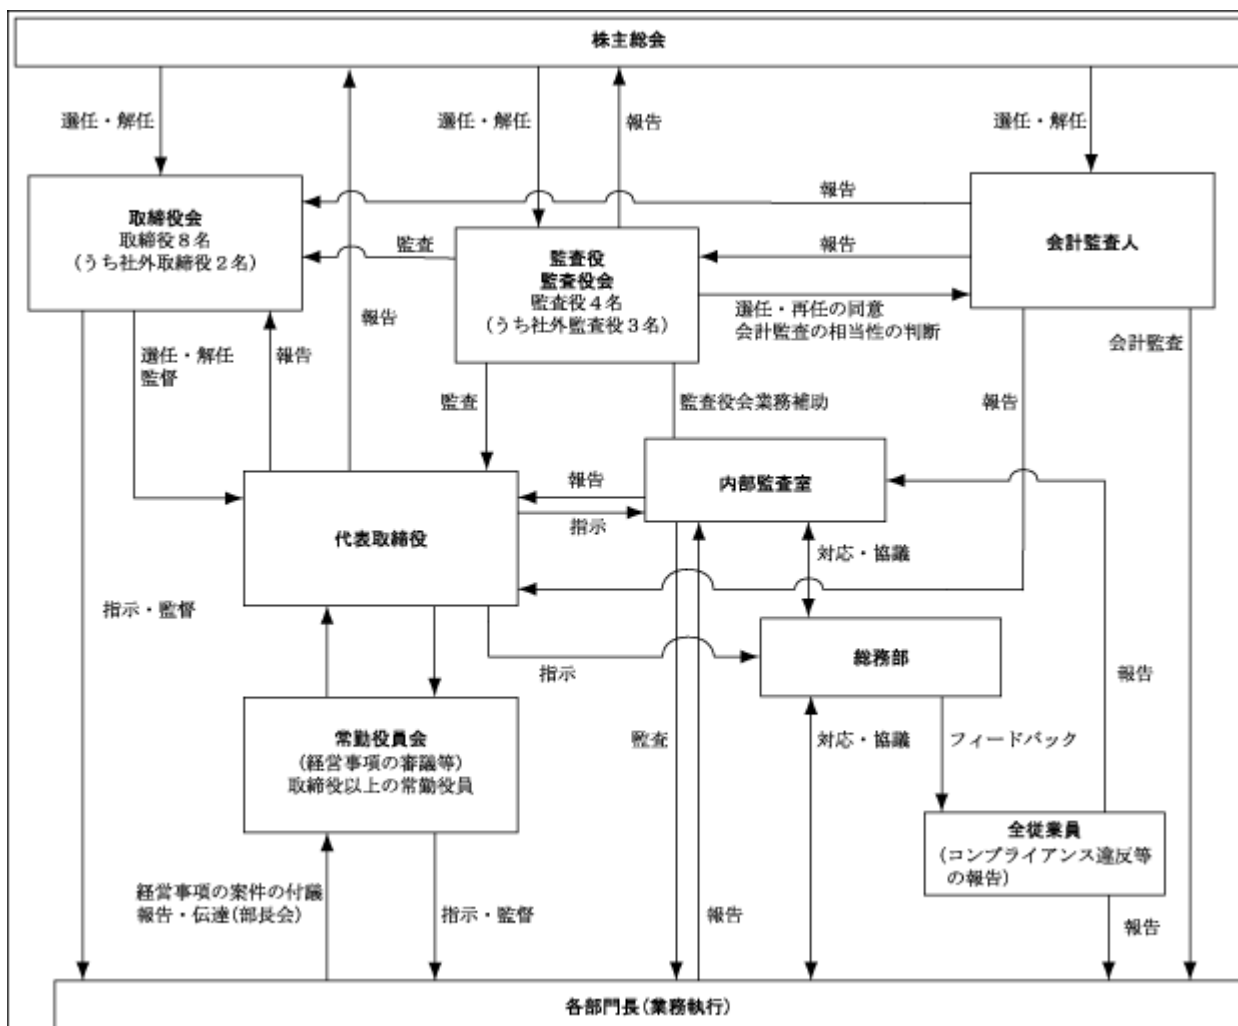 株主総会
選任・解任
選任・解任
報告
選任・解任
報告
取締役会
取締役8名
(うち社外取締役2名)
監査
監査役
監査役会
監査役4名
(うち社外監査役3名)
報告
会計監査人
選任・再任の同意
会計監査の相当性の判断
報告
選任・解任
監督
報告
監査
監査役会業務補助
報告
会計監査
代表取締役
報告
指示
内部監査室
対応・協議
指示・監督
指示
総務部
報告
常勤役員会
(経営事項の審議等)
取締役以上の常勤役員
監査
対応・協議
フィードバック
全従業員
(コンプライアンス違反等
の報告)
経営事項の案件の付議
報告・伝達(部長会)
指示・監督
報告
報告
各部門長(業務執行)